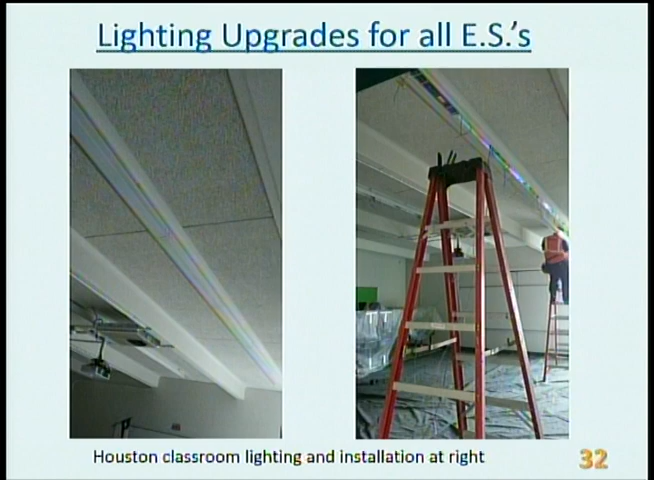 Lighting Upgrades for all E.S.'s
Houston classroom lighting and installation at right
32